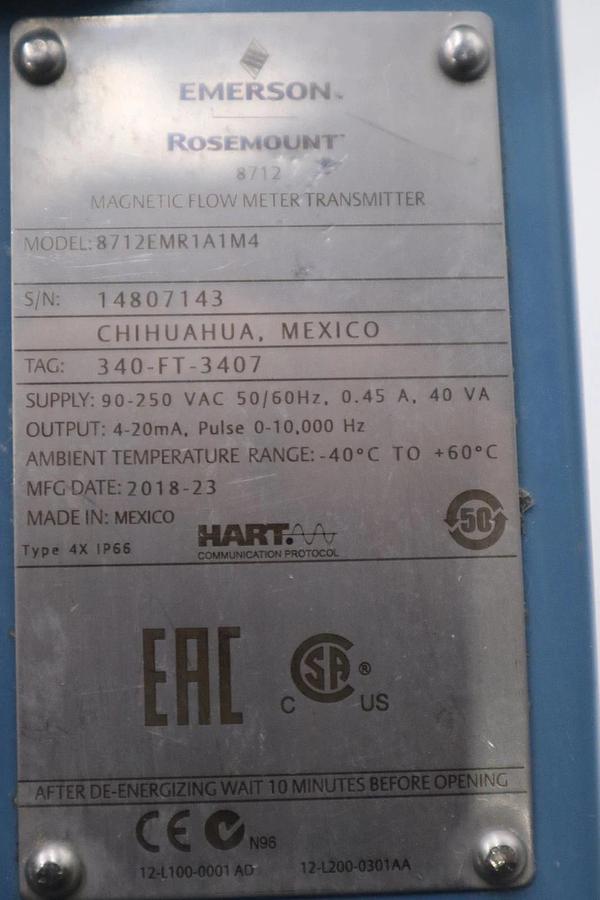 EMERSON™
ROSEMOUNT™
8712
MAGNETIC FLOW METER TRANSMITTER
MODEL: 8712EMR1A1M4
S/N: 14807143
CHIHUAHUA, MEXICO
TAG: 340-FT-3407
SUPPLY: 90-250 VAC 50/60Hz, 0.45 A, 40 VA
OUTPUT: 4-20mA, Pulse 0-10,000 Hz
AMBIENT TEMPERATURE RANGE: -40°C TO +60°C
MFG DATE: 2018-23
MADE IN: MEXICO
Type 4X IP66
HART
COMMUNICATION PROTOCOL
50
EAC
C SA® US
AFTER DE-ENERGIZING WAIT 10 MINUTES BEFORE OPENING
CE N96
12-L100-0001 AD 12-L200-0301AA